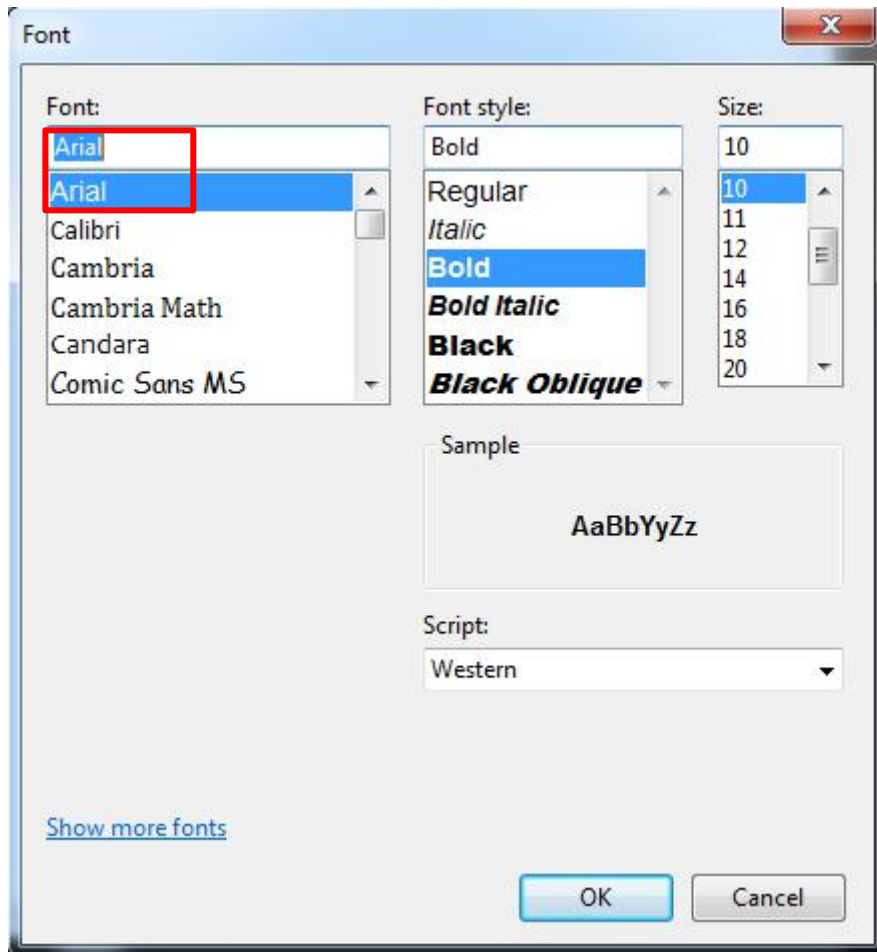 Font
Font:
Arial
Arial
Calibri
Cambria
Cambria Math
Candara
Comic Sans MS
Font style:
Bold
Regular
Italic
Bold
Bold Italic
Black
Black Oblique
Size:
10
10
11
12
14
16
18
20
Sample
AaBbYyZz
Script:
Western
Show more fonts
OK
Cancel